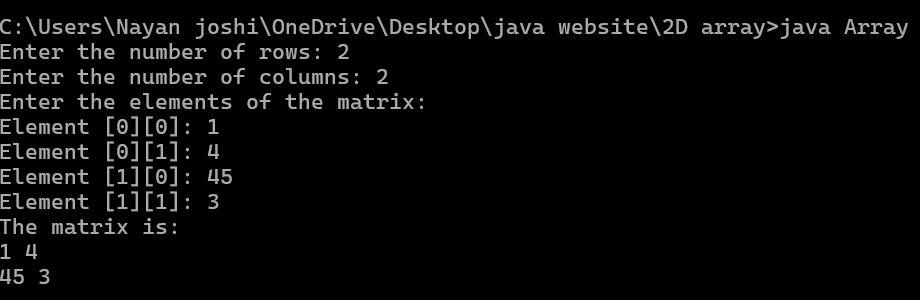 C:\Users\Nayan joshi\OneDrive\Desktop\java website\2D array>java Array
Enter the number of rows: 2
Enter the number of columns: 2
Enter the elements of the matrix:
Element [0][0]: 1
Element [0][1]: 4
Element [1][0]: 45
Element [1][1]: 3
The matrix is:
1 4
45 3